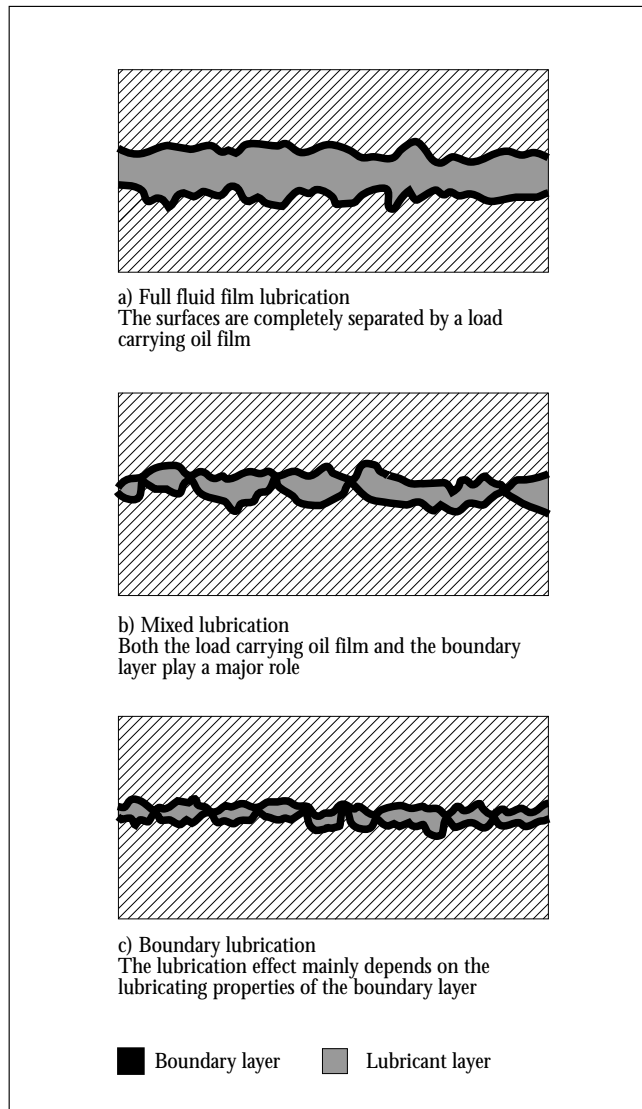 a) Full fluid film lubrication
The surfaces are completely separated by a load
carrying oil film
b) Mixed lubrication
Both the load carrying oil film and the boundary
layer play a major role
c) Boundary lubrication
The lubrication effect mainly depends on the
lubricating properties of the boundary layer
Boundary layer Lubricant layer